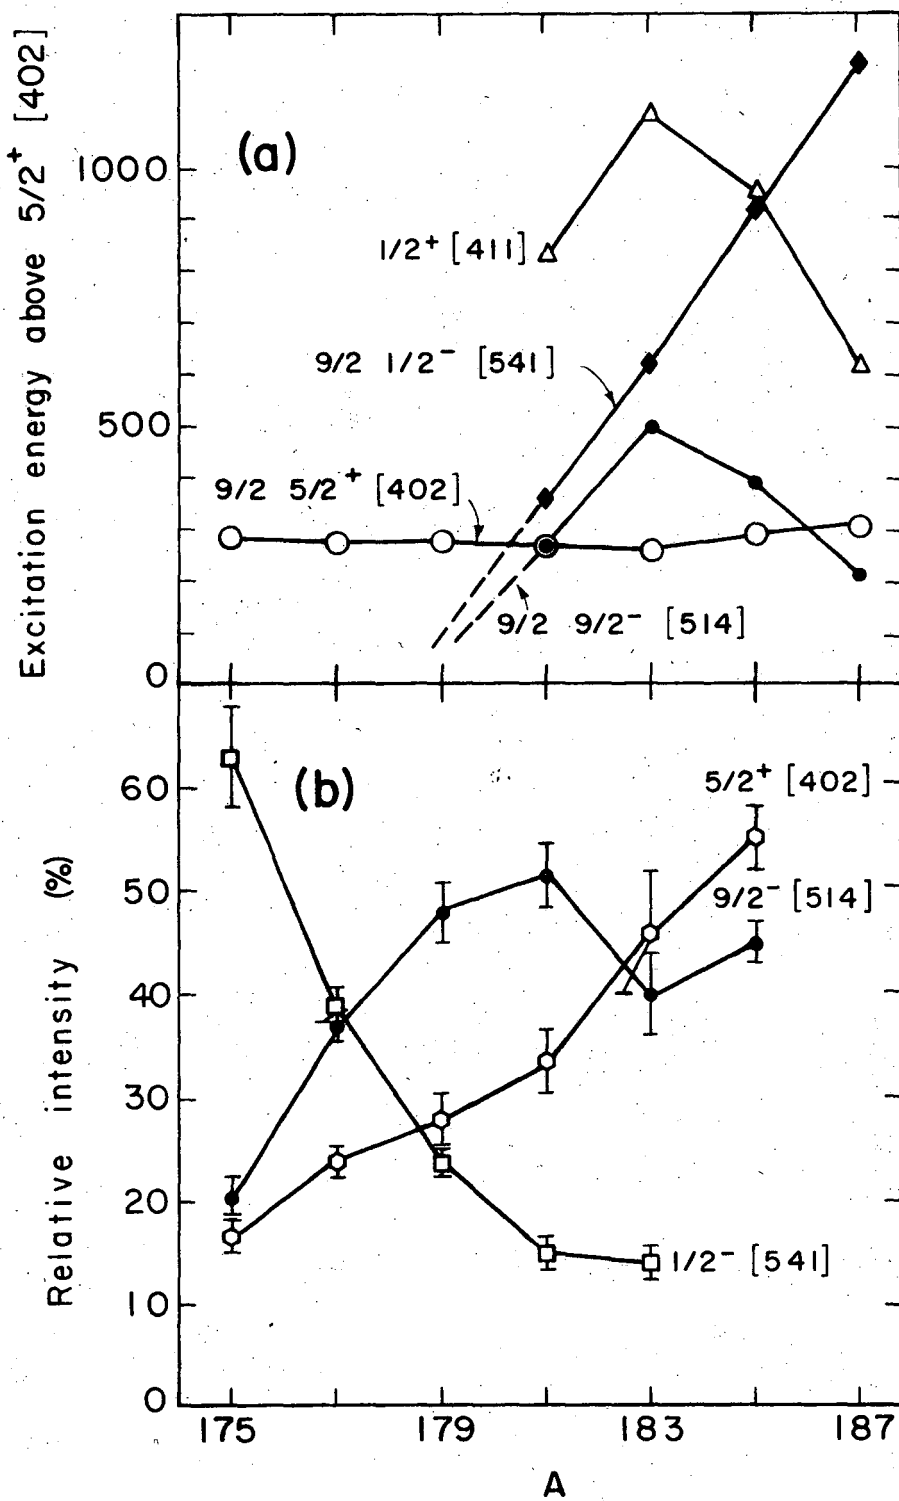 Excitation energy above 5/2⁺ [402]
(a)
1000
500
0
1/2⁺ [411]
9/2 1/2⁻ [541]
9/2 5/2⁺ [402]
9/2 9/2⁻ [514]
Relative intensity (%)
(b)
60
50
40
30
20
10
0
5/2⁺ [402]
9/2⁻ [514]
1/2⁻ [541]
175 179 181 183 187
A